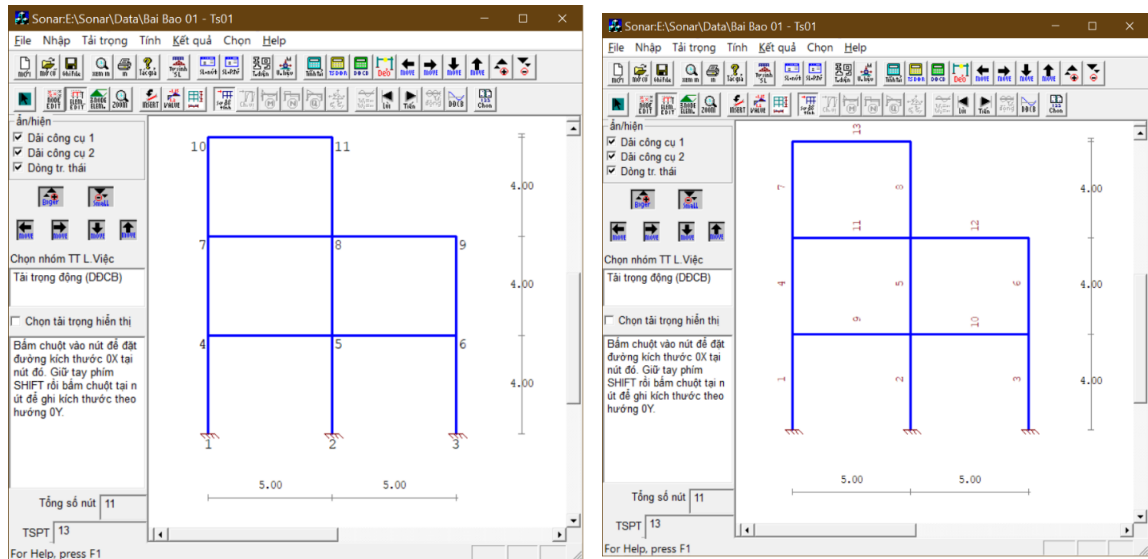 Sonar:E:\Sonar\Data\Bai Bao 01 - Ts01
File Nhập Tải trọng Tính Kết quả Chọn Help
ẩn/hiện
Dải công cụ 1
Dải công cụ 2
Dòng tr. thái
Chọn nhóm TT L.Việc
Tải trọng động (DĐCB)
Chọn tải trọng hiển thị
Bấm chuột vào nút để đặt
đường kích thước 0X tại
nút đó. Giữ tay phím
SHIFT rồi bấm chuột tại n
út để ghi kích thước theo
hướng 0Y.
Tổng số nút 11
TSPT 13
For Help, press F1
10 11
4.00
7 8 9
4.00
4 5 6
4.00
1 2 3
5.00 5.00
Sonar:E:\Sonar\Data\Bai Bao 01 - Ts01
File Nhập Tải trọng Tính Kết quả Chọn Help
ẩn/hiện
Dải công cụ 1
Dải công cụ 2
Dòng tr. thái
Chọn nhóm TT L.Việc
Tải trọng động (DĐCB)
Chọn tải trọng hiển thị
Bấm chuột vào nút để đặt
đường kích thước 0X tại
nút đó. Giữ tay phím
SHIFT rồi bấm chuột tại n
út để ghi kích thước theo
hướng 0Y.
Tổng số nút 11
TSPT 13
For Help, press F1
13
7 8 4.00
11 12
4 5 6 4.00
9 10
1 2 3 4.00
5.00 5.00